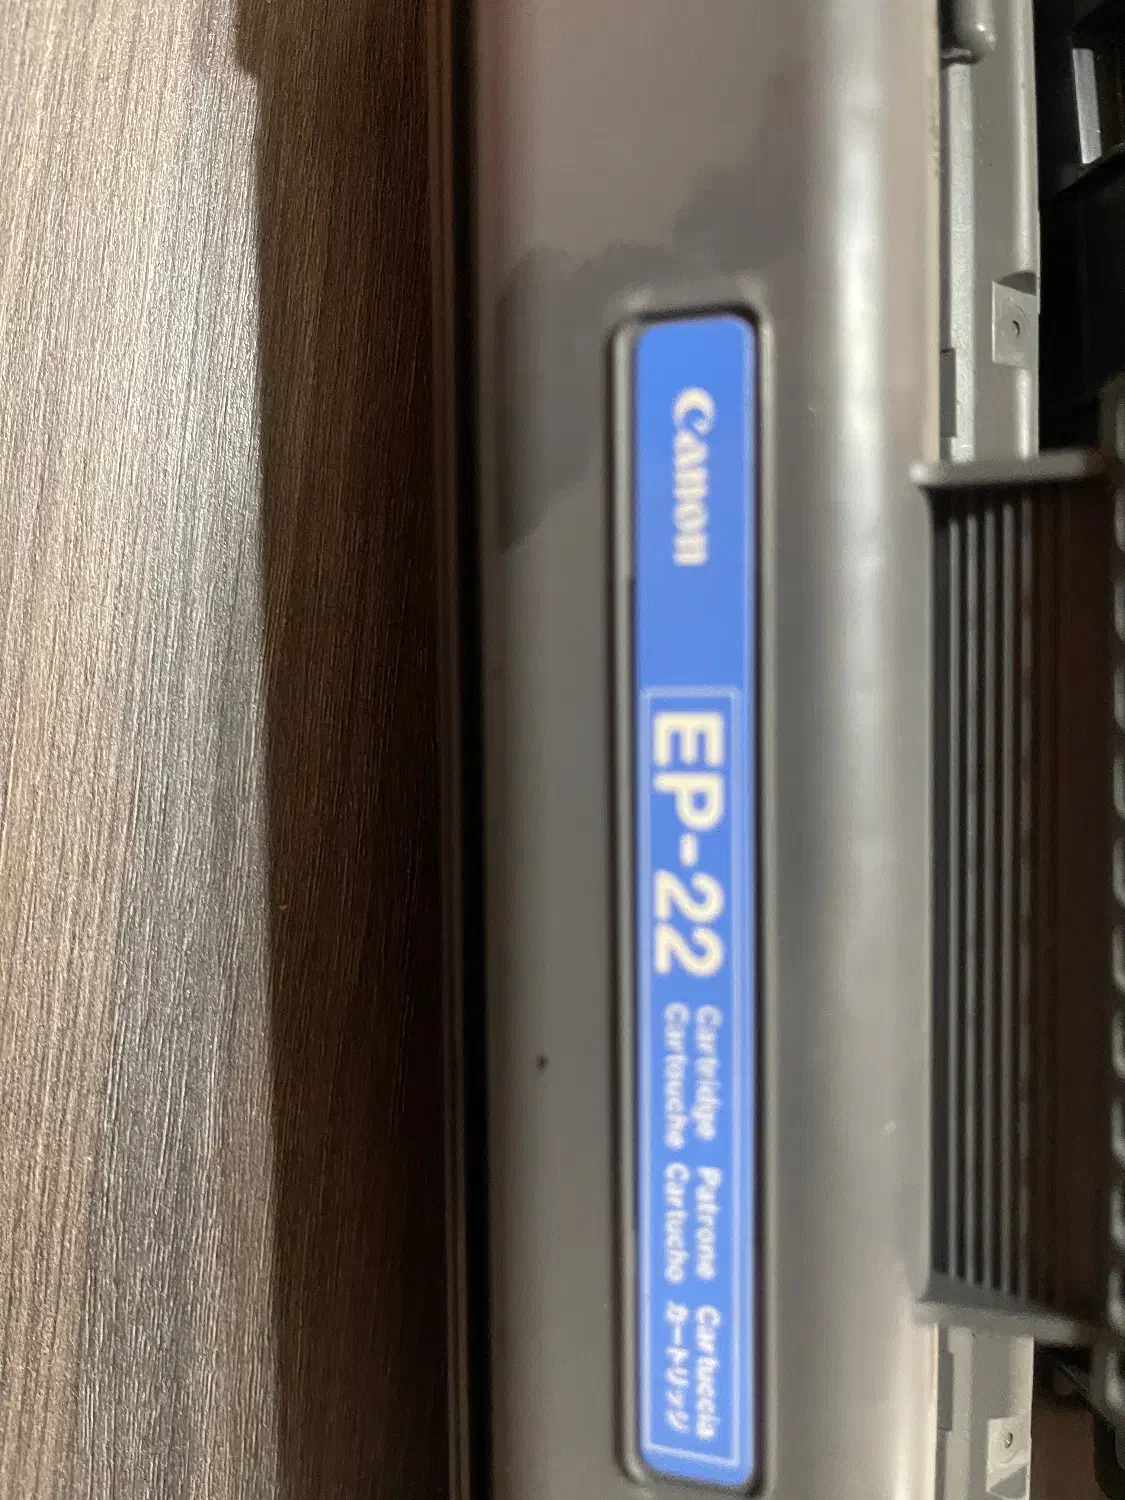 Canon
EP-22
Cartridge Patrone Cartuccia
Cartouche Cartucho カートリッジ